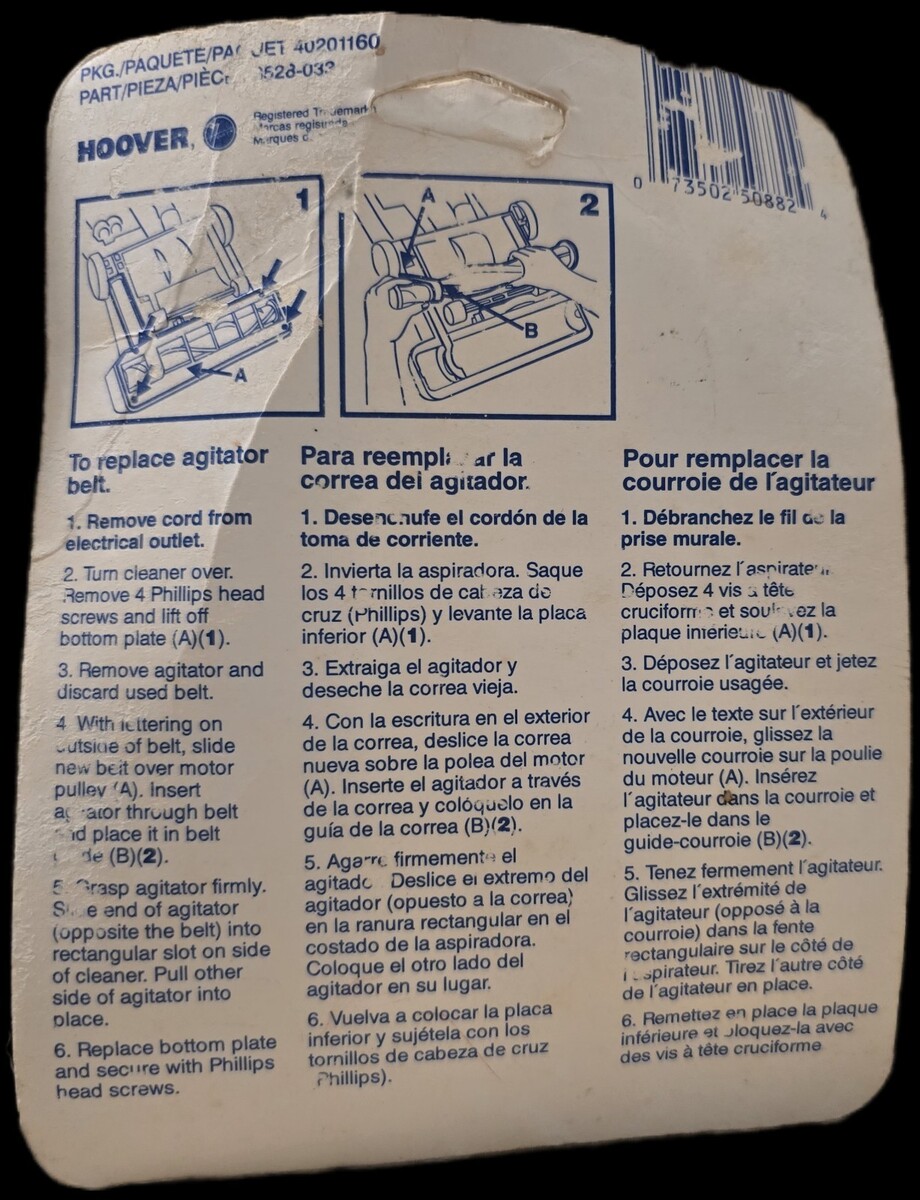 PKG./PAQUETE/PAQUET 40201160
PART/PIEZA/PIÈCE
HOOVER
Registered Trademark
Marcas registrada
Marques
0 73502 50882 4
1
A
2
A
B
To replace agitator
belt.
1. Remove cord from
electrical outlet.
2. Turn cleaner over.
Remove 4 Phillips head
screws and lift off
bottom plate (A)(1).
3. Remove agitator and
discard used belt.
4 With lettering on
outside of belt, slide
new belt over motor
pulley (A). Insert
agitator through belt
and place it in belt
guide (B)(2).
5. Grasp agitator firmly.
Slide end of agitator
(opposite the belt) into
rectangular slot on side
of cleaner. Pull other
side of agitator into
place.
6. Replace bottom plate
and secure with Phillips
head screws.
Para reemplazar la
correa del agitador.
1. Desenchufe el cordón de la
toma de corriente.
2. Invierta la aspiradora. Saque
los 4 tornillos de cabeza de
cruz (Phillips) y levante la placa
inferior (A)(1).
3. Extraiga el agitador y
deseche la correa vieja.
4. Con la escritura en el exterior
de la correa, deslice la correa
nueva sobre la polea del motor
(A). Inserte el agitador a través
de la correa y colóquelo en la
guía de la correa (B)(2).
5. Agarre firmemente el
agitador. Deslice el extremo del
agitador (opuesto a la correa)
en la ranura rectangular en el
costado de la aspiradora.
Coloque el otro lado del
agitador en su lugar.
6. Vuelva a colocar la placa
inferior y sujétela con los
tornillos de cabeza de cruz
(Phillips).
Pour remplacer la
courroie de l´agitateur
1. Débranchez le fil de la
prise murale.
2. Retournez l´aspirateur.
Déposez 4 vis à tête
cruciforme et soulevez la
plaque inférieure (A)(1).
3. Déposez l´agitateur et jetez
la courroie usagée.
4. Avec le texte sur l´extérieur
de la courroie, glissez la
nouvelle courroie sur la poulie
du moteur (A). Insérez
l´agitateur dans la courroie et
placez-le dans le
guide-courroie (B)(2).
5. Tenez fermement l´agitateur.
Glissez l´extrémité de
l´agitateur (opposé à la
courroie) dans la fente
rectangulaire sur le côté de
l´aspirateur. Tirez l´autre côté
de l´agitateur en place.
6. Remettez en place la plaque
inférieure et bloquez-la avec
des vis à tête cruciforme